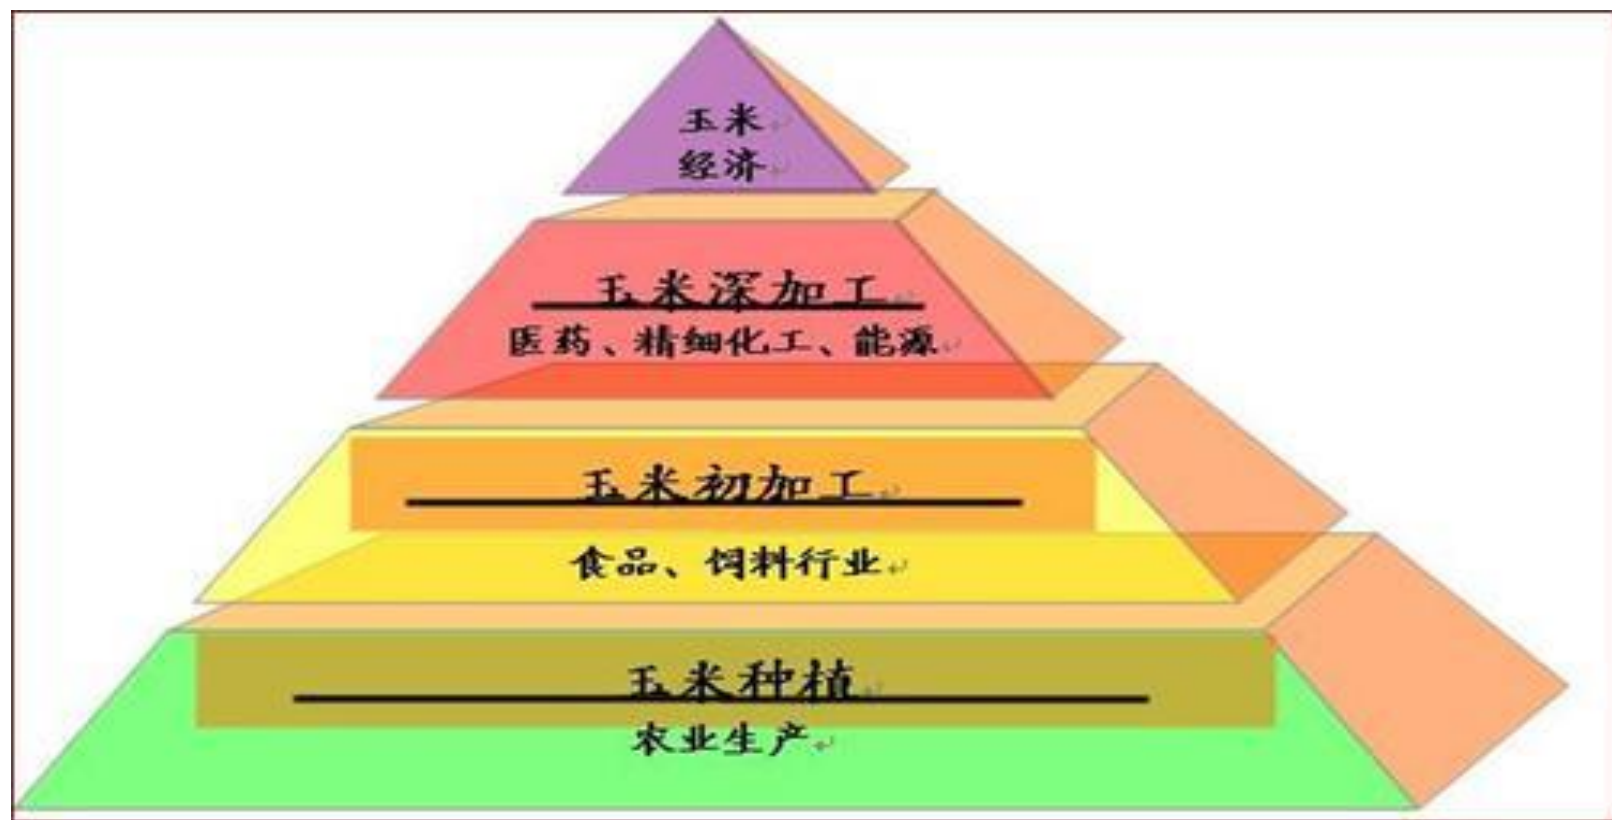 玉米
经济
玉米深加工
医药、精细化工、能源
玉米初加工
食品、饲料行业
玉米种植
农业生产